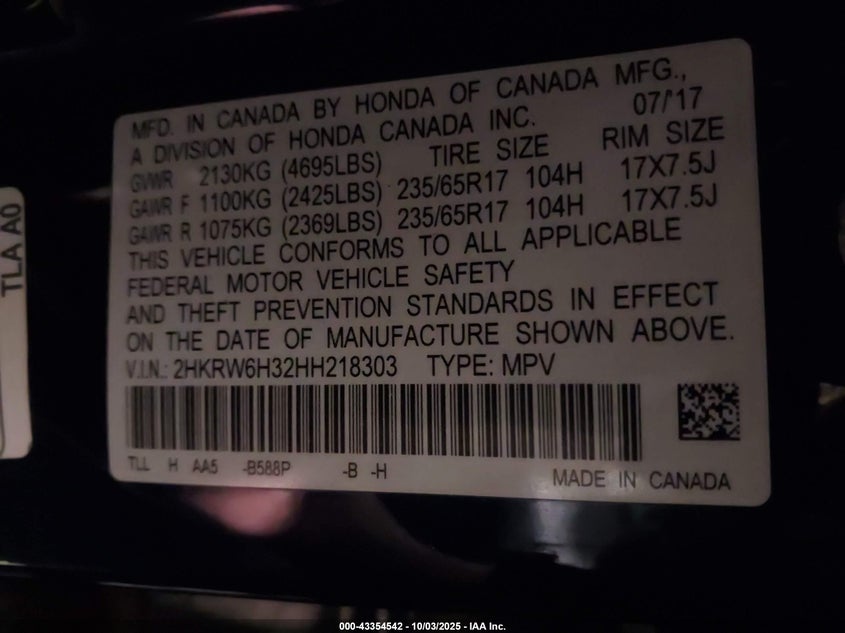 MFD. IN CANADA BY HONDA OF CANADA MFG.,
A DIVISION OF HONDA CANADA INC. 07/'17
GVWR 2130KG (4695LBS) TIRE SIZE RIM SIZE
GAWR F 1100KG (2425LBS) 235/65R17 104H 17X7.5J
GAWR R 1075KG (2369LBS) 235/65R17 104H 17X7.5J
THIS VEHICLE CONFORMS TO ALL APPLICABLE
FEDERAL MOTOR VEHICLE SAFETY
AND THEFT PREVENTION STANDARDS IN EFFECT
ON THE DATE OF MANUFACTURE SHOWN ABOVE.
V.I.N.: 2HKRW6H32HH218303 TYPE: MPV
TLL H AA5 -B588P -B -H
MADE IN CANADA
TLA A0
000-43354542 - 10/03/2025 - IAA Inc.